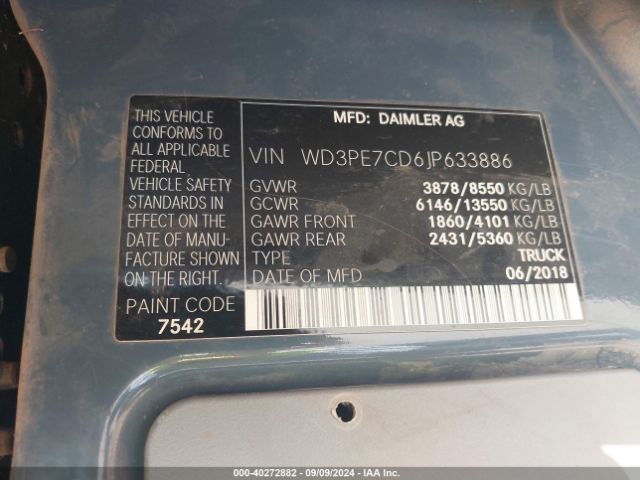 THIS VEHICLE
CONFORMS TO
ALL APPLICABLE
FEDERAL
VEHICLE SAFETY
STANDARDS IN
EFFECT ON THE
DATE OF MANU-
FACTURE SHOWN
ON THE RIGHT.
PAINT CODE
7542
MFD: DAIMLER AG
VIN WD3PE7CD6JP633886
GVWR 3878/8550 KG/LB
GCWR 6146/13550 KG/LB
GAWR FRONT 1860/4101 KG/LB
GAWR REAR 2431/5360 KG/LB
TYPE TRUCK
DATE OF MFD 06/2018
000-40272882 - 09/09/2024 - IAA Inc.